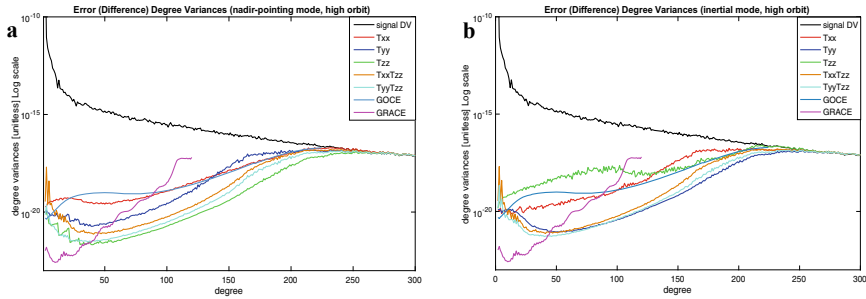 a
Error (Difference) Degree Variances (nadir-pointing mode, high orbit)
degree variances [unitless] Log scale
10^-10
10^-15
10^-20
signal DV
Txx
Tyy
Tzz
TxxTzz
TyyTzz
GOCE
GRACE
0 50 100 150 200 250 300
degree
b
Error (Difference) Degree Variances (inertial mode, high orbit)
degree variances [unitless] Log scale
10^-10
10^-15
10^-20
signal DV
Txx
Tyy
Tzz
TxxTzz
TyyTzz
GOCE
GRACE
0 50 100 150 200 250 300
degree